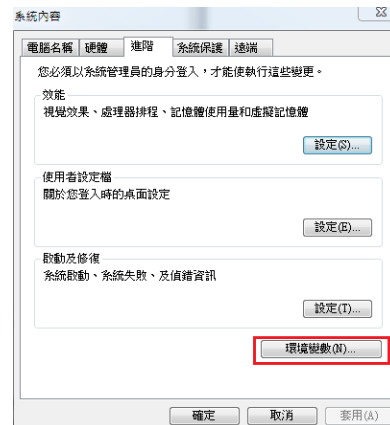 系統內容
電腦名稱 硬體 進階 系統保護 遠端
您必須以系統管理員的身分登入，才能使執行這些變更。
效能
視覺效果、處理器排程、記憶體使用量和虛擬記憶體
設定(S)...
使用者設定檔
關於您登入時的桌面設定
設定(E)...
啟動及修復
系統啟動、系統失敗、及偵錯資訊
設定(T)...
環境變數(N)...
確定 取消 套用(A)